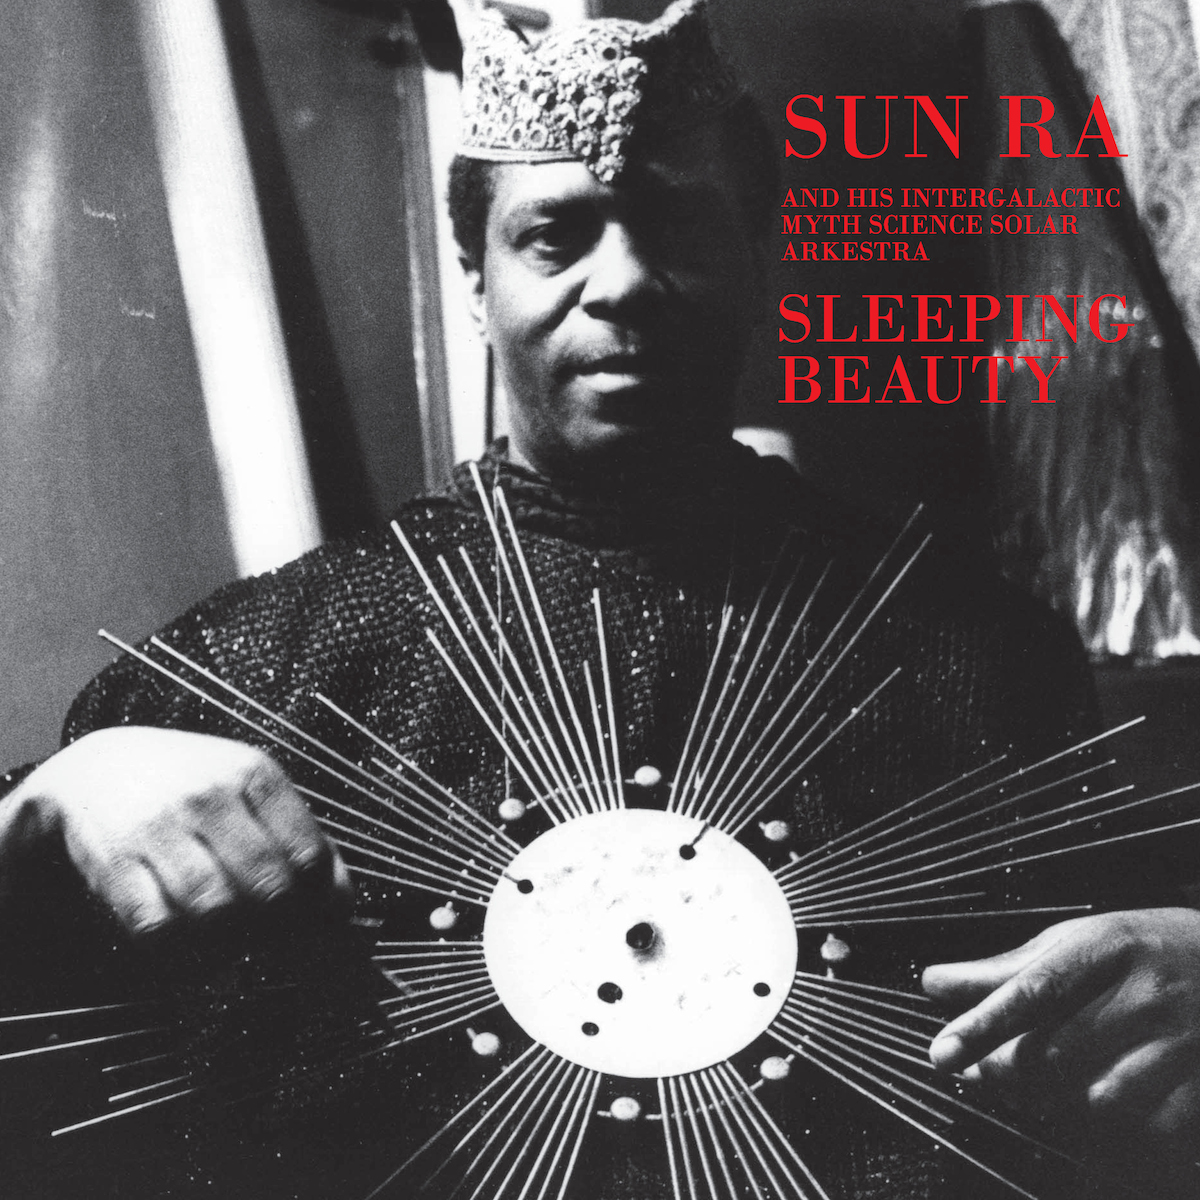 SUN RA
AND HIS INTERGALACTIC
MYTH SCIENCE SOLAR
ARKESTRA
SLEEPING
BEAUTY